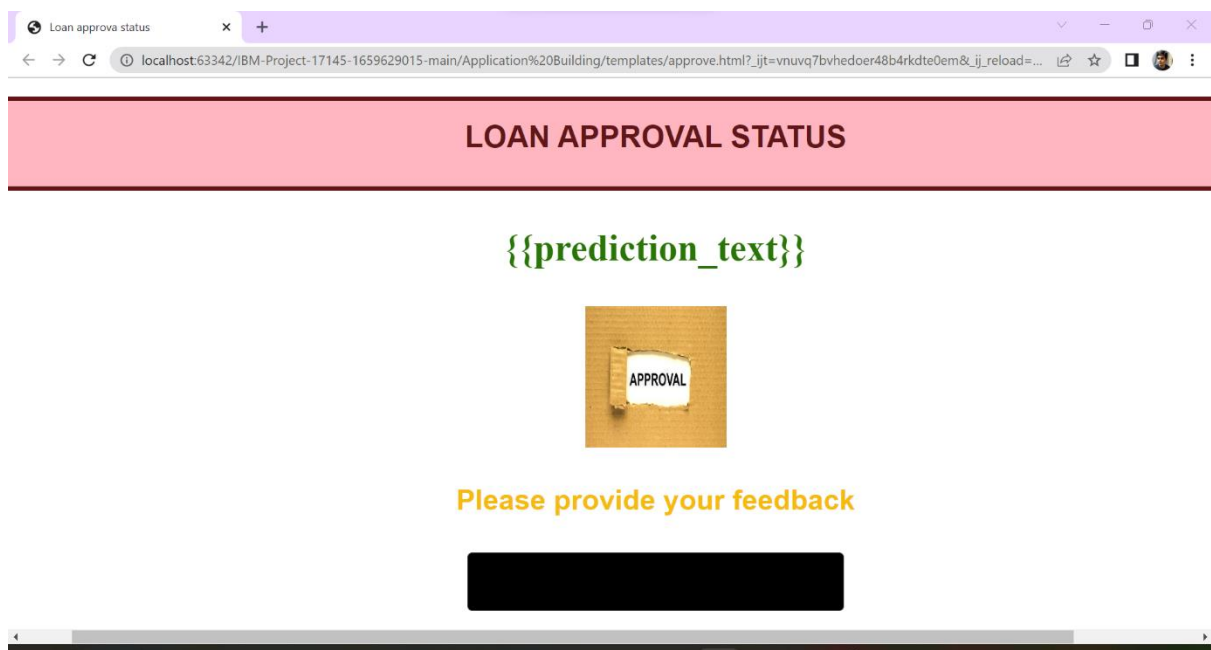 Loan approva status
localhost:63342/IBM-Project-17145-1659629015-main/Application%20Building/templates/approve.html?_ijt=vnuvq7bvhedoer48b4rkdte0em&_ij_reload=...
LOAN APPROVAL STATUS
{{prediction_text}}
APPROVAL
Please provide your feedback